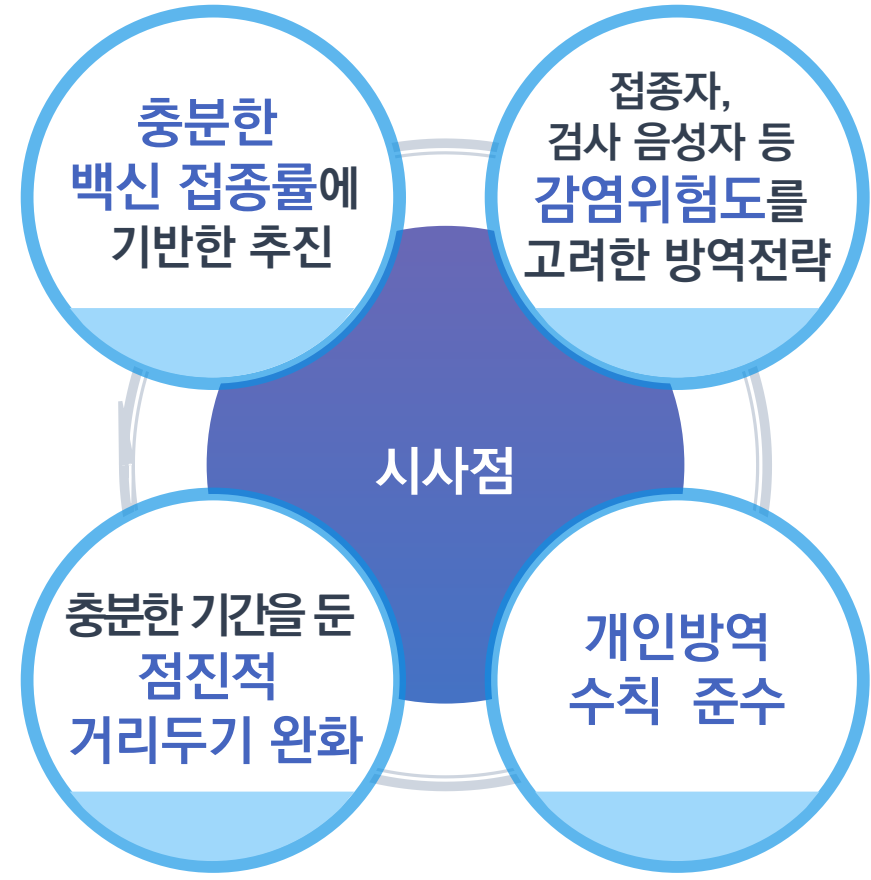 충분한
백신 접종률에
기반한 추진
접종자,
검사 음성자 등
감염위험도를
고려한 방역전략
시사점
충분한 기간을 둔
점진적
거리두기 완화
개인방역
수칙 준수